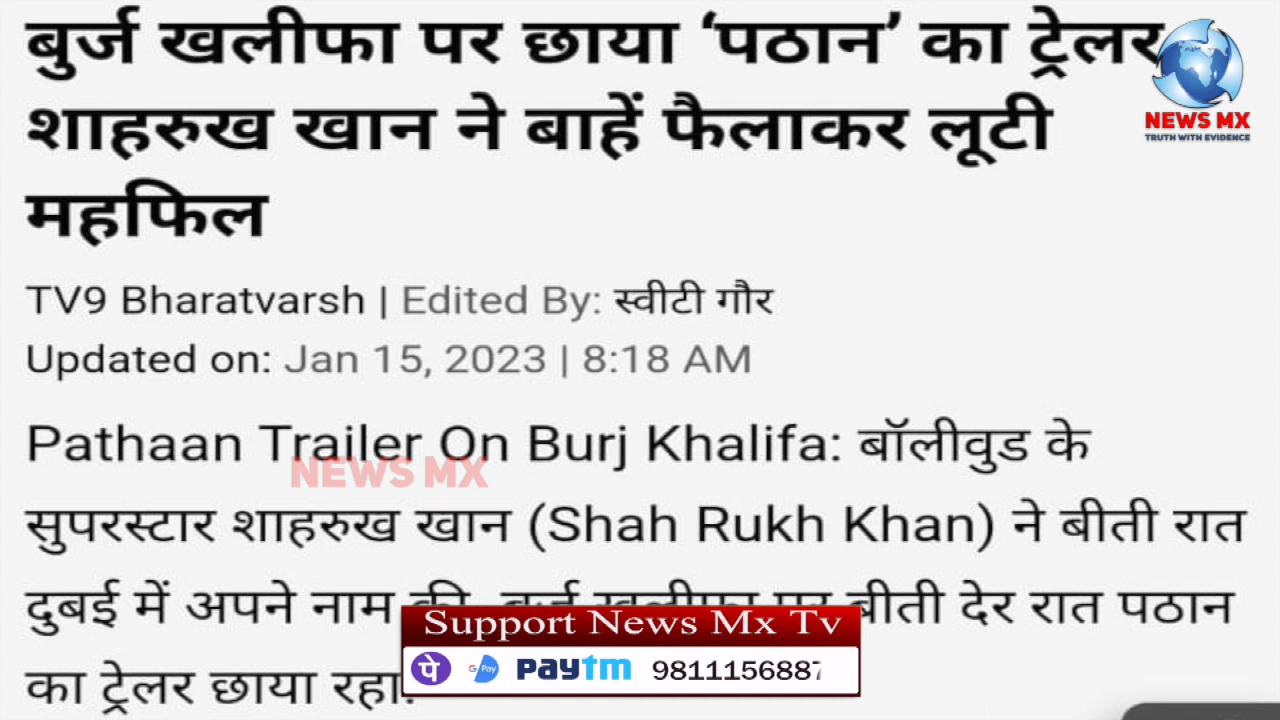 बुर्ज खलीफा पर छाया ‘पठान’ का ट्रेलर
शाहरुख खान ने बाहें फैलाकर लूटी
महफिल
NEWS MX
TRUTH WITH EVIDENCE
TV9 Bharatvarsh | Edited By: स्वीटी गौर
Updated on: Jan 15, 2023 | 8:18 AM
Pathaan Trailer On Burj Khalifa: बॉलीवुड के
NEWS MX
सुपरस्टार शाहरुख खान (Shah Rukh Khan) ने बीती रात
दुबई में अपने नाम की. बुर्ज खलीफा पर बीती देर रात पठान
Support News Mx Tv
का ट्रेलर छाया रहा.
पे G Pay paytm 9811156887